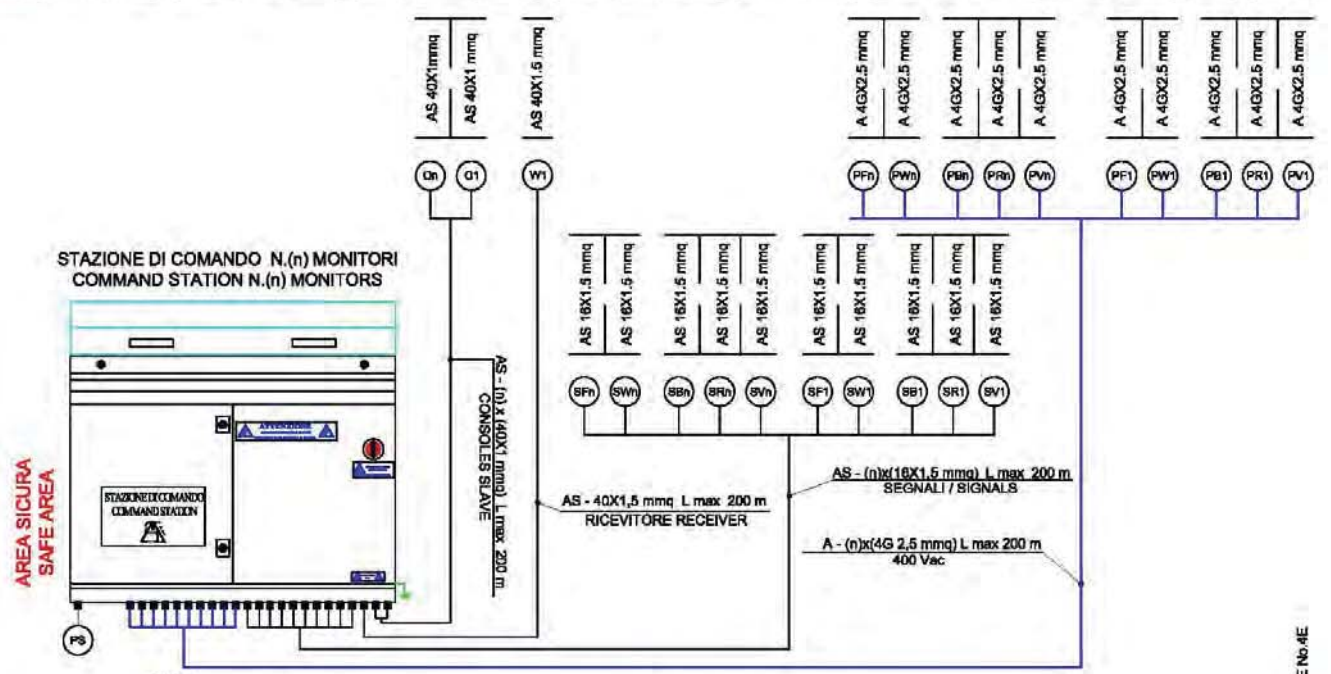 AS 40X1mmq
AS 40X1 mmq
AS 40X1.5 mmq
A 4GX2.5 mmq
A 4GX2.5 mmq
A 4GX2.5 mmq
A 4GX2.5 mmq
A 4GX2.5 mmq
A 4GX2.5 mmq
A 4GX2.5 mmq
A 4GX2.5 mmq
A 4GX2.5 mmq
A 4GX2.5 mmq
On
O1
W1
PFn
PWn
PBn
PRn
PVn
PF1
PW1
PB1
PR1
PV1
AS 16X1.5 mmq
AS 16X1.5 mmq
AS 16X1.5 mmq
AS 16X1.5 mmq
AS 16X1.5 mmq
AS 16X1.5 mmq
AS 16X1.5 mmq
AS 16X1.5 mmq
AS 16X1.5 mmq
AS 16X1.5 mmq
SFn
SWn
SBn
SRn
SVn
SF1
SW1
SB1
SR1
SV1
STAZIONE DI COMANDO N.(n) MONITORI
COMMAND STATION N.(n) MONITORS
AREA SICURA
SAFE AREA
ATTENZIONE
STAZIONE DI COMANDO
COMMAND STATION
PS
AS - (n) x (40X1 mmq) L max 200 m
CONSOLES SLAVE
AS - 40X1,5 mmq L max 200 m
RICEVITORE RECEIVER
AS - (n)x(16X1,5 mmq) L max 200 m
SEGNALI / SIGNALS
A - (n)x(4G 2,5 mmq) L max 200 m
400 Vac
E No.4E